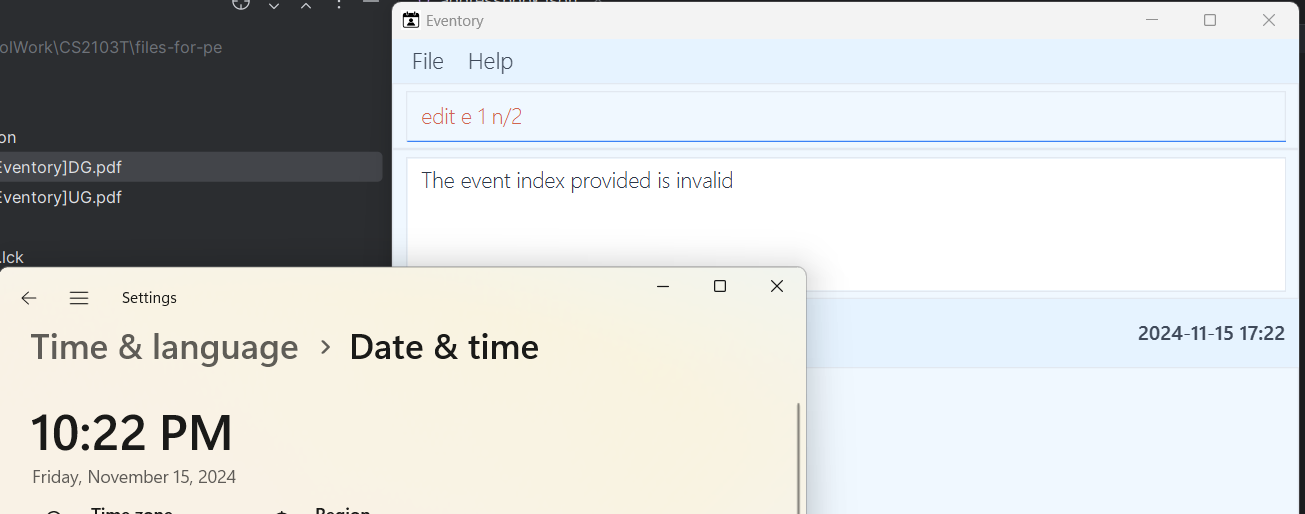 olWork\CS2103T\files-for-pe
on
Eventory]DG.pdf
Eventory]UG.pdf
.lck
Eventory
File Help
edit e 1 n/2
The event index provided is invalid
2024-11-15 17:22
Settings
Time & language > Date & time
10:22 PM
Friday, November 15, 2024
Time zone
Region